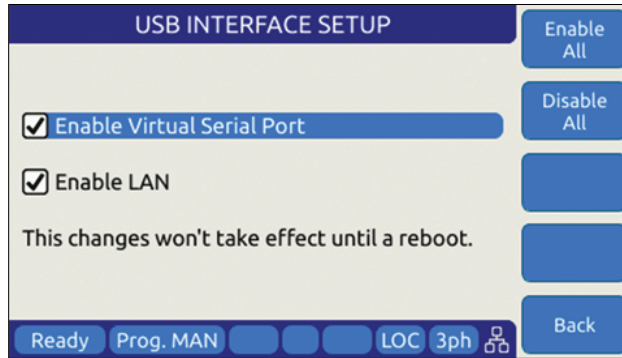 USB INTERFACE SETUP
Enable Virtual Serial Port
Enable LAN
This changes won't take effect until a reboot.
Ready Prog. MAN LOC 3ph
Enable
All
Disable
All
Back